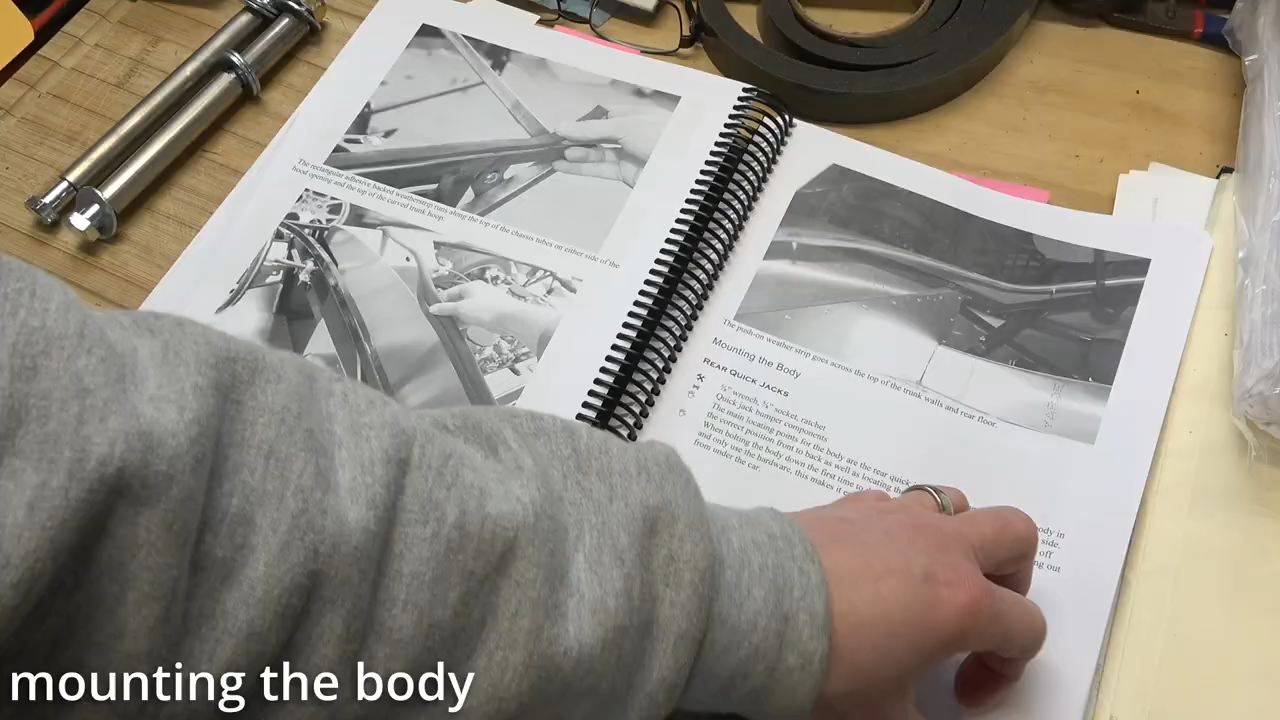 The rectangular adhesive backed weatherstrip runs along the top of the chassis tubes on either side of the
hood opening and the top of the curved trunk hoop.
The push-on weather strip goes across the top of the trunk walls and rear floor.
Mounting the Body
REAR QUICK JACKS
¾" wrench, ¾" socket, ratchet
Quick jack bumper components
The main locating points for the body are the rear quick
the correct position front to back as well as locating the
When bolting the body down the first time to
and only use the hardware, this makes it
from under the car.
body in
side.
off
out
mounting the body